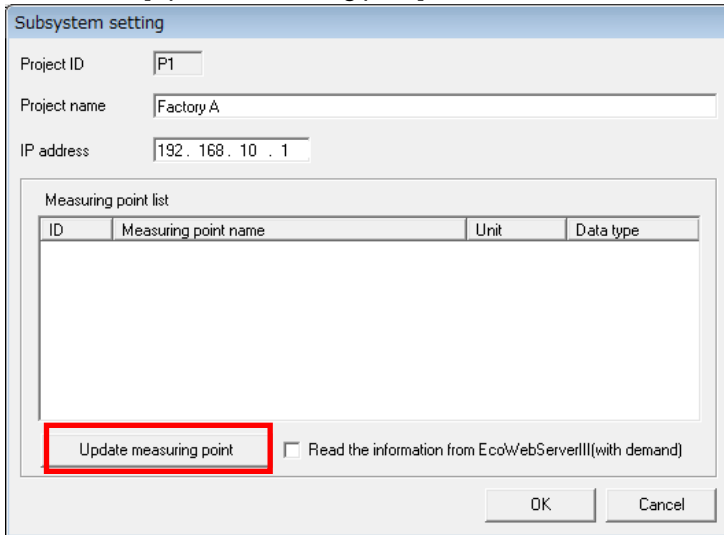 Subsystem setting
Project ID P1
Project name Factory A
IP address 192 . 168 . 10 . 1
Measuring point list
ID Measuring point name Unit Data type
Update measuring point Read the information from EcoWebServerIII(with demand)
OK Cancel